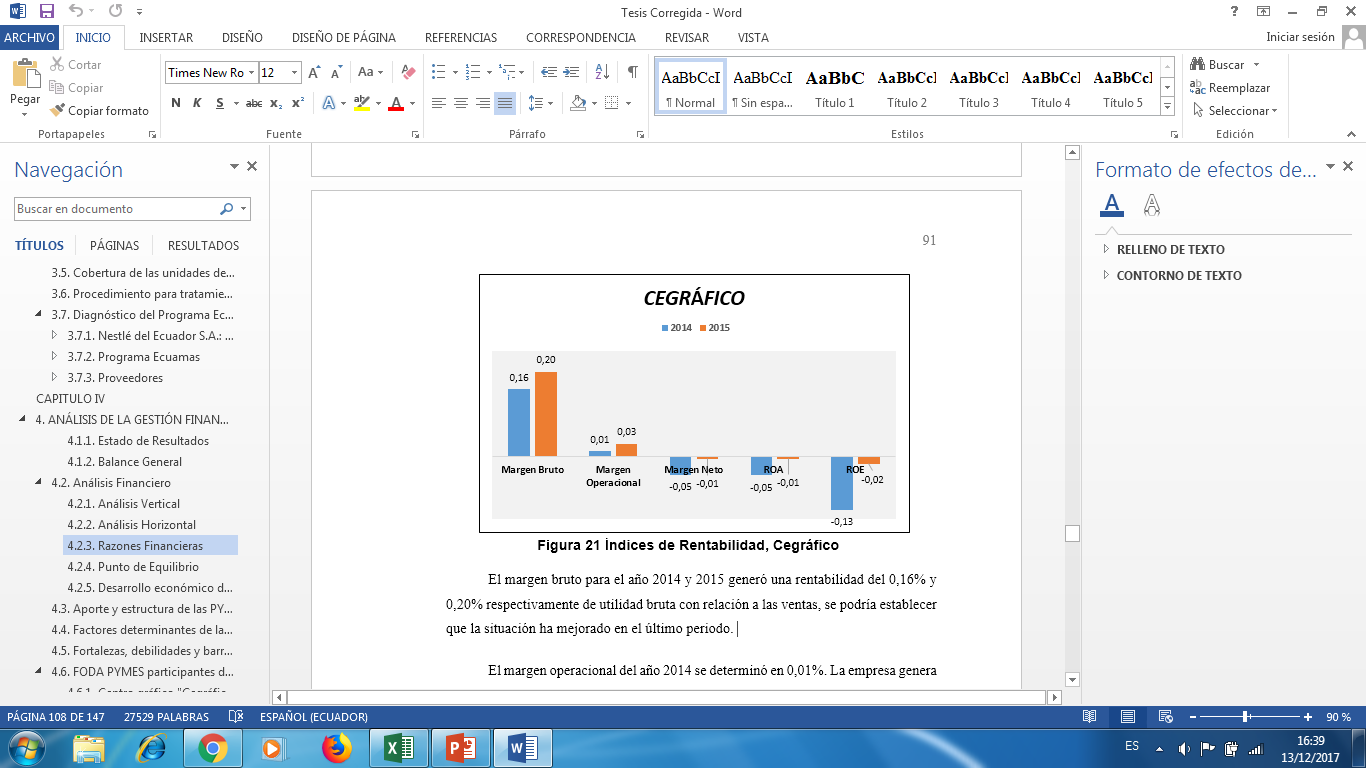 Tesis Corregida - Word
ARCHIVO INICIO INSERTAR DISEÑO DISEÑO DE PÁGINA REFERENCIAS CORRESPONDENCIA REVISAR VISTA Iniciar sesión
Pegar
Cortar
Copiar
Copiar formato
Portapapeles
Times New Ro 12
Aa
N K S abc x₂ x²
Fuente
Párrafo
AaBbCcI AaBbCcI AaBbC AaBbCcI AaBbCcI AaBbCcI AaBbCcI
¶ Normal ¶ Sin espa... Título 1 Título 2 Título 3 Título 4 Título 5
Estilos
Buscar
Reemplazar
Seleccionar
Edición
Navegación
Buscar en documento
TÍTULOS PÁGINAS RESULTADOS
3.5. Cobertura de las unidades de...
3.6. Procedimiento para tratamie...
3.7. Diagnóstico del Programa Ec...
3.7.1. Nestlé del Ecuador S.A.: ...
3.7.2. Programa Ecuamas
3.7.3. Proveedores
CAPITULO IV
4. ANÁLISIS DE LA GESTIÓN FINAN...
4.1.1. Estado de Resultados
4.1.2. Balance General
4.2. Análisis Financiero
4.2.1. Análisis Vertical
4.2.2. Análisis Horizontal
4.2.3. Razones Financieras
4.2.4. Punto de Equilibrio
4.2.5. Desarrollo económico d...
4.3. Aporte y estructura de las PY...
4.4. Factores determinantes de la...
4.5. Fortalezas, debilidades y barr...
4.6. FODA PYMES participantes d...
91
CEGRÁFICO
2014 2015
0,16 0,20
0,01 0,03
Margen Bruto Margen Operacional Margen Neto ROA ROE
-0,05 -0,01 -0,05 -0,01 -0,02
-0,13
Figura 21 Índices de Rentabilidad, Cegráfico
El margen bruto para el año 2014 y 2015 generó una rentabilidad del 0,16% y
0,20% respectivamente de utilidad bruta con relación a las ventas, se podría establecer
que la situación ha mejorado en el último periodo.
El margen operacional del año 2014 se determinó en 0,01%. La empresa genera
Formato de efectos de...
RELLENO DE TEXTO
CONTORNO DE TEXTO
PÁGINA 108 DE 147 27529 PALABRAS ESPAÑOL (ECUADOR) 90 %
ES
16:39
13/12/2017